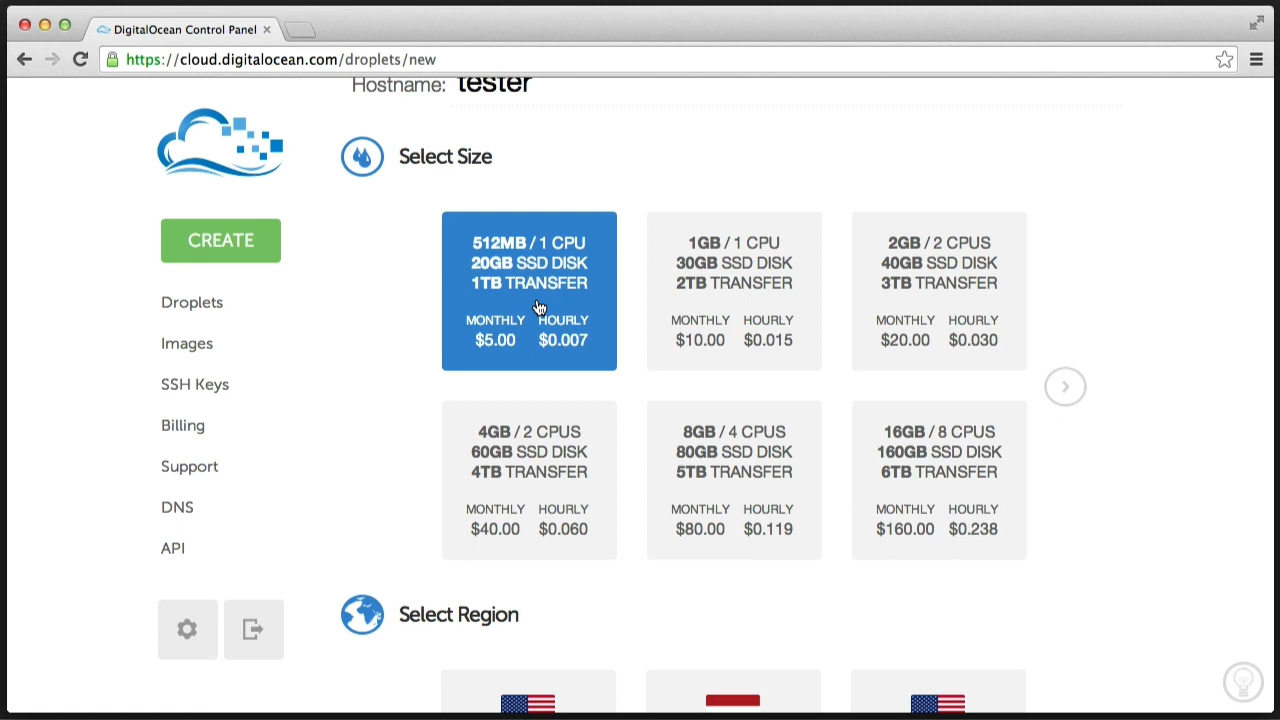 DigitalOcean Control Panel
https://cloud.digitalocean.com/droplets/new
Hostname: tester
Select Size
CREATE
Droplets
Images
SSH Keys
Billing
Support
DNS
API
512MB / 1 CPU
20GB SSD DISK
1TB TRANSFER
MONTHLY HOURLY
$5.00 $0.007
1GB / 1 CPU
30GB SSD DISK
2TB TRANSFER
MONTHLY HOURLY
$10.00 $0.015
2GB / 2 CPUS
40GB SSD DISK
3TB TRANSFER
MONTHLY HOURLY
$20.00 $0.030
4GB / 2 CPUS
60GB SSD DISK
4TB TRANSFER
MONTHLY HOURLY
$40.00 $0.060
8GB / 4 CPUS
80GB SSD DISK
5TB TRANSFER
MONTHLY HOURLY
$80.00 $0.119
16GB / 8 CPUS
160GB SSD DISK
6TB TRANSFER
MONTHLY HOURLY
$160.00 $0.238
Select Region